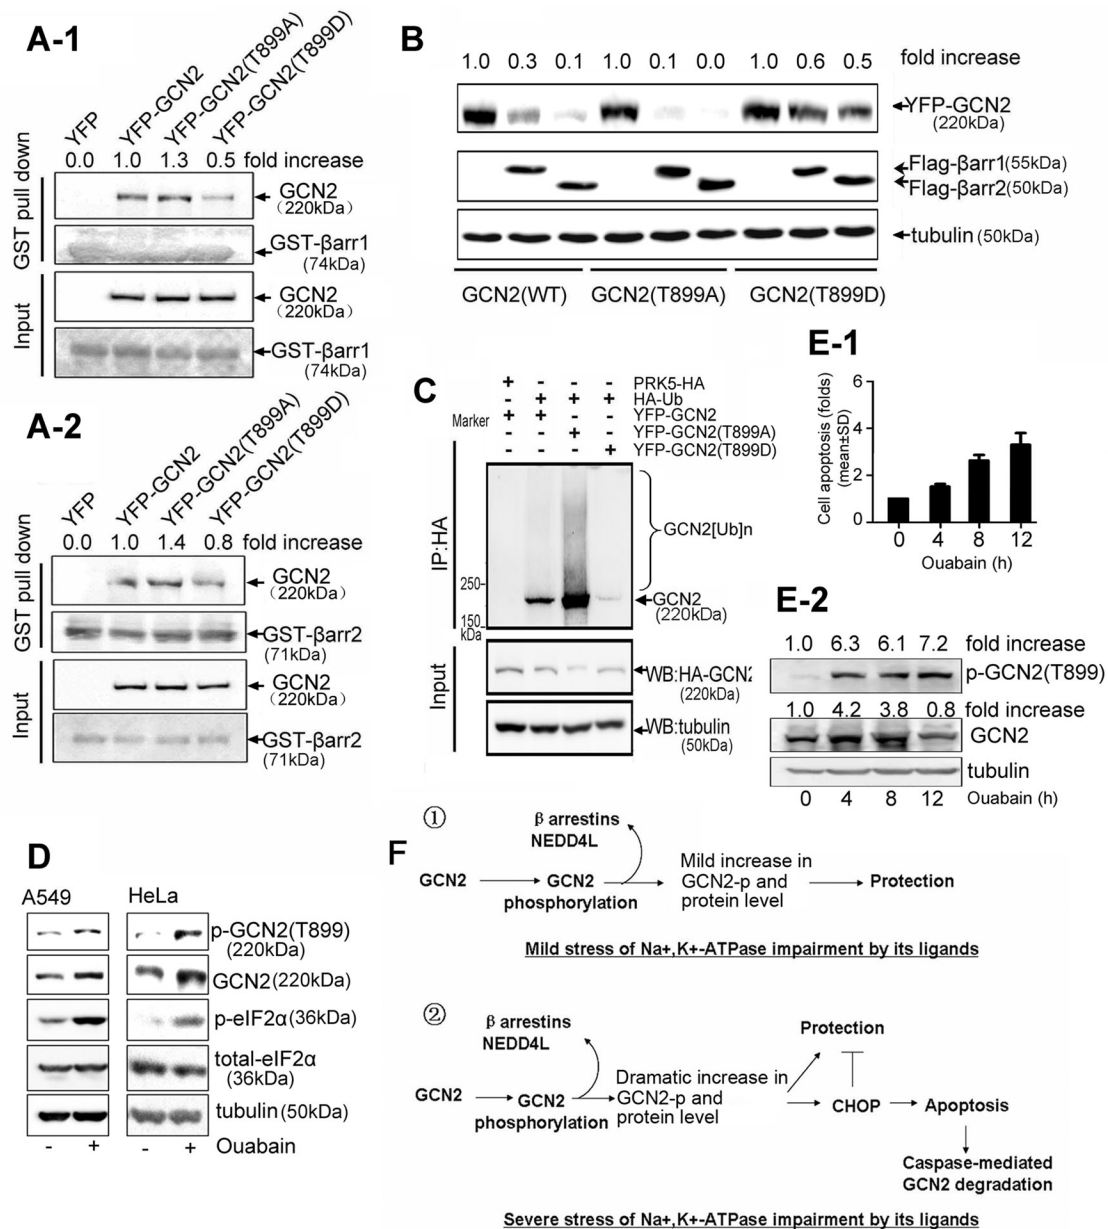 A-1
YFP
YFP-GCN2
YFP-GCN2(T899A)
YFP-GCN2(T899D)
0.0 1.0 1.3 0.5 fold increase
GST pull down
GCN2
(220kDa)
GST-βarr1
(74kDa)
Input
GCN2
(220kDa)
GST-βarr1
(74kDa)
A-2
YFP
YFP-GCN2
YFP-GCN2(T899A)
YFP-GCN2(T899D)
0.0 1.0 1.4 0.8 fold increase
GST pull down
GCN2
(220kDa)
GST-βarr2
(71kDa)
Input
GCN2
(220kDa)
GST-βarr2
(71kDa)
B
1.0 0.3 0.1 1.0 0.1 0.0 1.0 0.6 0.5 fold increase
YFP-GCN2
(220kDa)
Flag-βarr1(55kDa)
Flag-βarr2(50kDa)
tubulin(50kDa)
GCN2(WT) GCN2(T899A) GCN2(T899D)
C
+ - - - PRK5-HA
- + + + HA-Ub
Marker + + - - YFP-GCN2
- - + - YFP-GCN2(T899A)
- - - + YFP-GCN2(T899D)
IP:HA
GCN2[Ub]n
250
GCN2
(220kDa)
150
kDa
Input
WB:HA-GCN2
(220kDa)
WB:tubulin
(50kDa)
E-1
Cell apoptosis (folds)
(mean±SD)
6
4
2
0
0 4 8 12
Ouabain (h)
E-2
1.0 6.3 6.1 7.2 fold increase
p-GCN2(T899)
1.0 4.2 3.8 0.8 fold increase
GCN2
tubulin
0 4 8 12 Ouabain (h)
D
A549 HeLa
p-GCN2(T899)
(220kDa)
GCN2(220kDa)
p-eIF2α(36kDa)
total-eIF2α
(36kDa)
tubulin(50kDa)
- + - + Ouabain
F
①
β arrestins
NEDD4L
GCN2
GCN2
phosphorylation
Mild increase in
GCN2-p and
protein level
Protection
Mild stress of Na+,K+-ATPase impairment by its ligands
②
β arrestins
NEDD4L
GCN2
GCN2
phosphorylation
Dramatic increase in
GCN2-p and
protein level
Protection
CHOP
Apoptosis
Caspase-mediated
GCN2 degradation
Severe stress of Na+,K+-ATPase impairment by its ligands